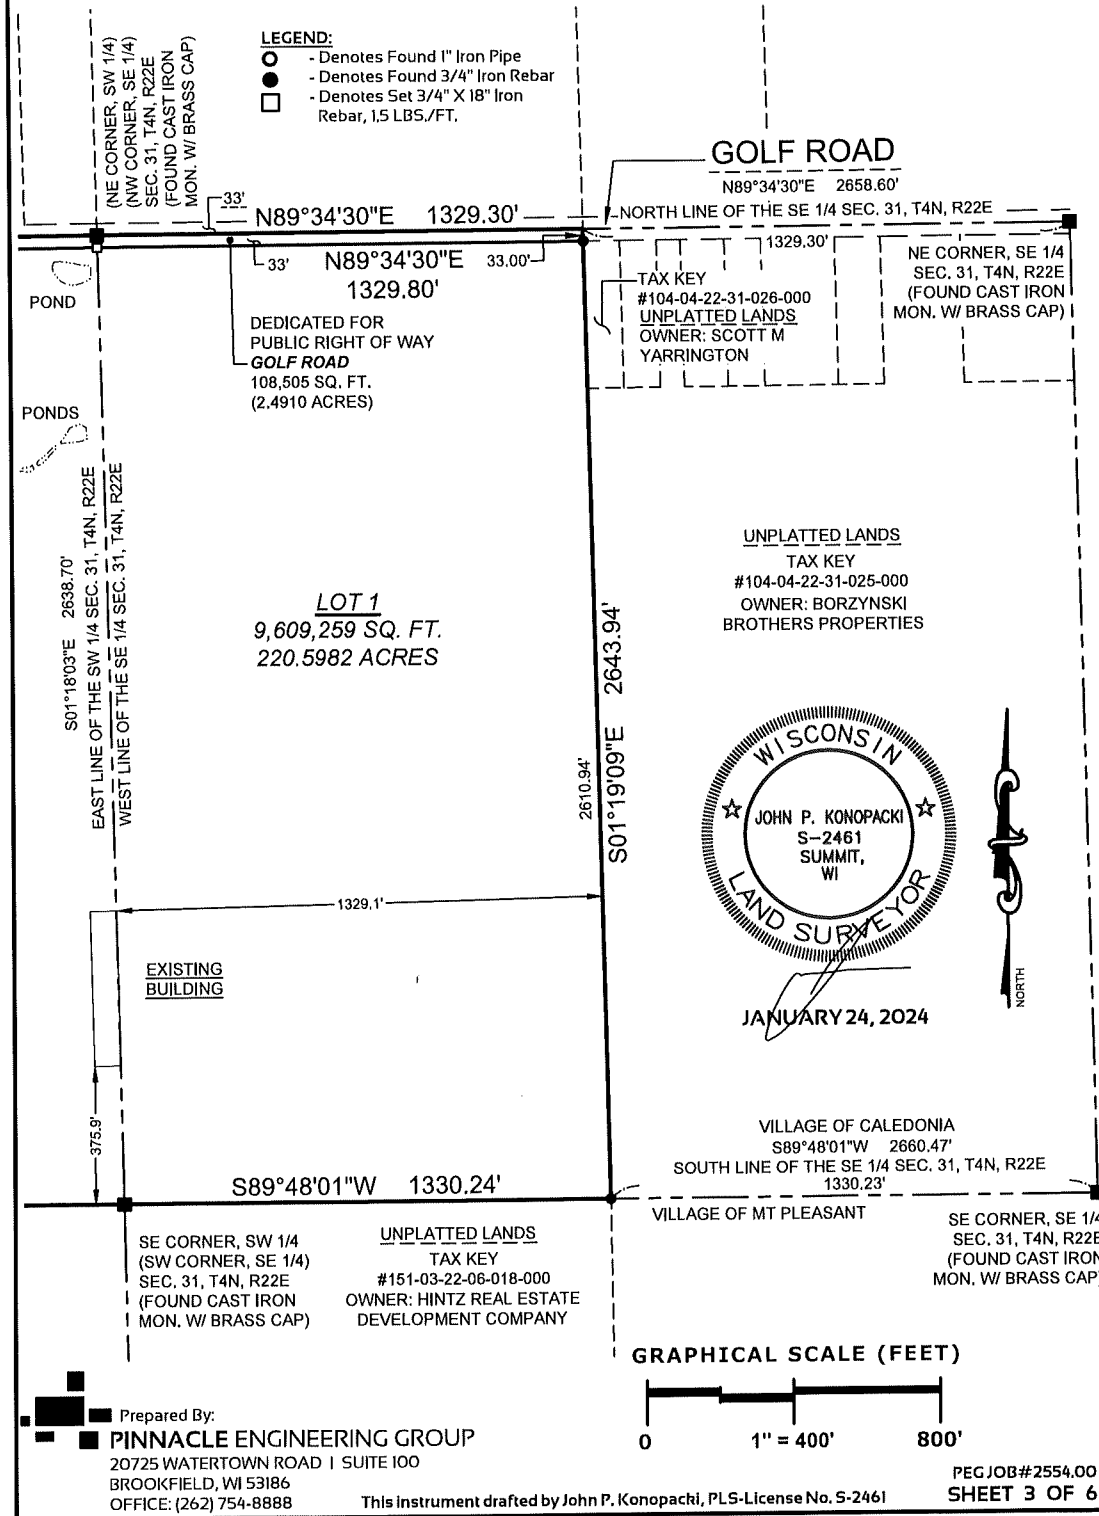 LEGEND:
- Denotes Found 1" Iron Pipe
- Denotes Found 3/4" Iron Rebar
- Denotes Set 3/4" X 18" Iron
Rebar, 1.5 LBS./FT.
(NE CORNER, SW 1/4)
(NW CORNER, SE 1/4)
SEC. 31, T4N, R22E
(FOUND CAST IRON
MON. W/ BRASS CAP)
GOLF ROAD
N89°34'30"E 2658.60'
NORTH LINE OF THE SE 1/4 SEC. 31, T4N, R22E
33'
N89°34'30"E 1329.30'
1329.30'
33'
N89°34'30"E
33.00'
1329.80'
NE CORNER, SE 1/4
SEC. 31, T4N, R22E
(FOUND CAST IRON
MON. W/ BRASS CAP)
TAX KEY
#104-04-22-31-026-000
UNPLATTED LANDS
OWNER: SCOTT M
YARRINGTON
POND
DEDICATED FOR
PUBLIC RIGHT OF WAY
GOLF ROAD
108,505 SQ. FT.
(2.4910 ACRES)
PONDS
S01°18'03"E 2638.70'
EAST LINE OF THE SW 1/4 SEC. 31, T4N, R22E
WEST LINE OF THE SE 1/4 SEC. 31, T4N, R22E
LOT 1
9,609,259 SQ. FT.
220.5982 ACRES
2610.94'
S01°19'09"E 2643.94'
UNPLATTED LANDS
TAX KEY
#104-04-22-31-025-000
OWNER: BORZYNSKI
BROTHERS PROPERTIES
WISCONSIN
JOHN P. KONOPACKI
S-2461
SUMMIT,
WI
LAND SURVEYOR
JANUARY 24, 2024
NORTH
1329.1'
EXISTING
BUILDING
375.9'
S89°48'01"W 1330.24'
VILLAGE OF CALEDONIA
S89°48'01"W 2660.47'
SOUTH LINE OF THE SE 1/4 SEC. 31, T4N, R22E
1330.23'
VILLAGE OF MT PLEASANT
SE CORNER, SW 1/4
(SW CORNER, SE 1/4)
SEC. 31, T4N, R22E
(FOUND CAST IRON
MON. W/ BRASS CAP)
UNPLATTED LANDS
TAX KEY
#151-03-22-06-018-000
OWNER: HINTZ REAL ESTATE
DEVELOPMENT COMPANY
SE CORNER, SE 1/4
SEC. 31, T4N, R22E
(FOUND CAST IRON
MON. W/ BRASS CAP)
GRAPHICAL SCALE (FEET)
0 1" = 400' 800'
Prepared By:
PINNACLE ENGINEERING GROUP
20725 WATERTOWN ROAD | SUITE 100
BROOKFIELD, WI 53186
OFFICE: (262) 754-8888
This instrument drafted by John P. Konopacki, PLS-License No. S-2461
PEG JOB#2554.00
SHEET 3 OF 6